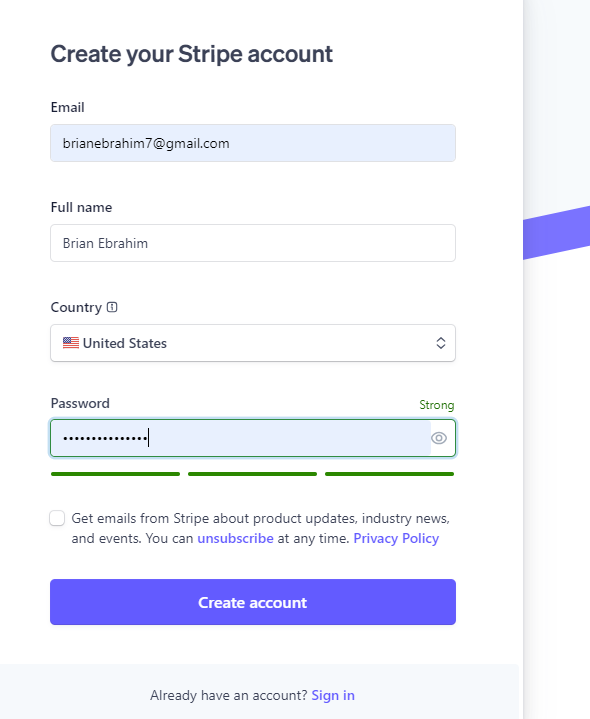 Create your Stripe account
Email
brianebrahim7@gmail.com
Full name
Brian Ebrahim
Country
United States
Password
Strong
•••••••••••••••
Get emails from Stripe about product updates, industry news,
and events. You can unsubscribe at any time. Privacy Policy
Create account
Already have an account? Sign in